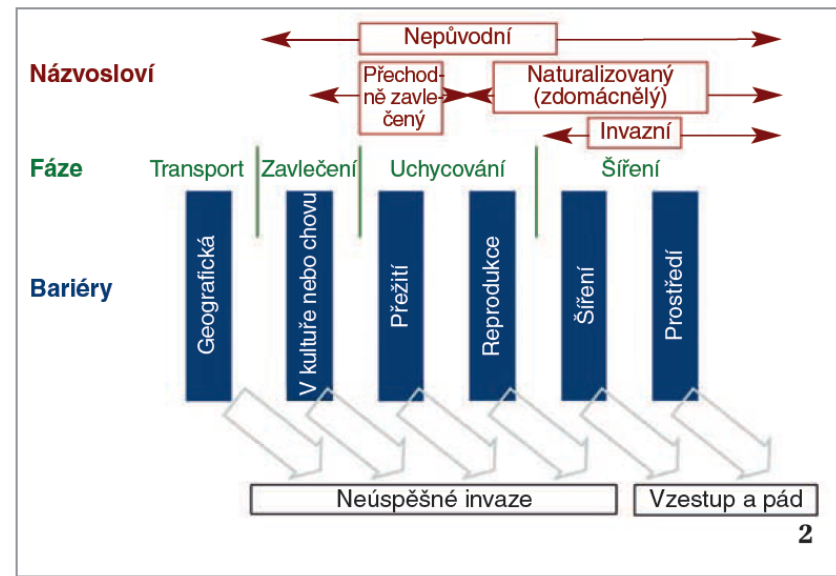 Nepůvodní
Názvosloví
Přechod-
ně zavle-
čený
Naturalizovaný
(zdomácnělý)
Invazní
Fáze
Transport
Zavlečení
Uchycování
Šíření
Bariéry
Geografická
V kultuře nebo chovu
Přežití
Reprodukce
Šíření
Prostředí
Neúspěšné invaze
Vzestup a pád
2